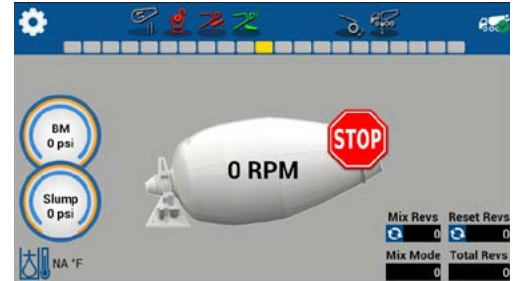 BM
0 psi
Slump
0 psi
NA °F
0 RPM
STOP
Mix Revs Reset Revs
0 0
Mix Mode Total Revs
0 0